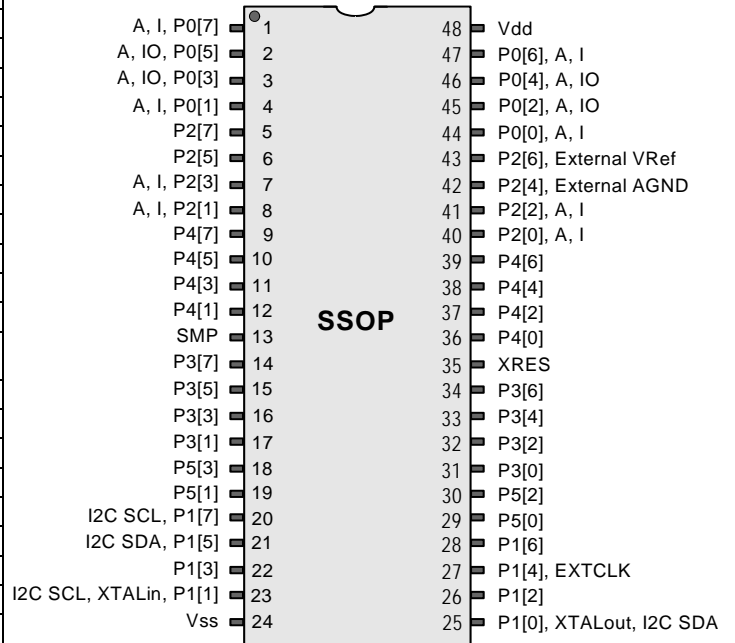 A, I, P0[7] 1 48 Vdd
A, IO, P0[5] 2 47 P0[6], A, I
A, IO, P0[3] 3 46 P0[4], A, IO
A, I, P0[1] 4 45 P0[2], A, IO
P2[7] 5 44 P0[0], A, I
P2[5] 6 43 P2[6], External VRef
A, I, P2[3] 7 42 P2[4], External AGND
A, I, P2[1] 8 41 P2[2], A, I
P4[7] 9 40 P2[0], A, I
P4[5] 10 39 P4[6]
P4[3] 11 38 P4[4]
P4[1] 12 37 P4[2]
SSOP
SMP 13 36 P4[0]
P3[7] 14 35 XRES
P3[5] 15 34 P3[6]
P3[3] 16 33 P3[4]
P3[1] 17 32 P3[2]
P5[3] 18 31 P3[0]
P5[1] 19 30 P5[2]
I2C SCL, P1[7] 20 29 P5[0]
I2C SDA, P1[5] 21 28 P1[6]
P1[3] 22 27 P1[4], EXTCLK
I2C SCL, XTALin, P1[1] 23 26 P1[2]
Vss 24 25 P1[0], XTALout, I2C SDA